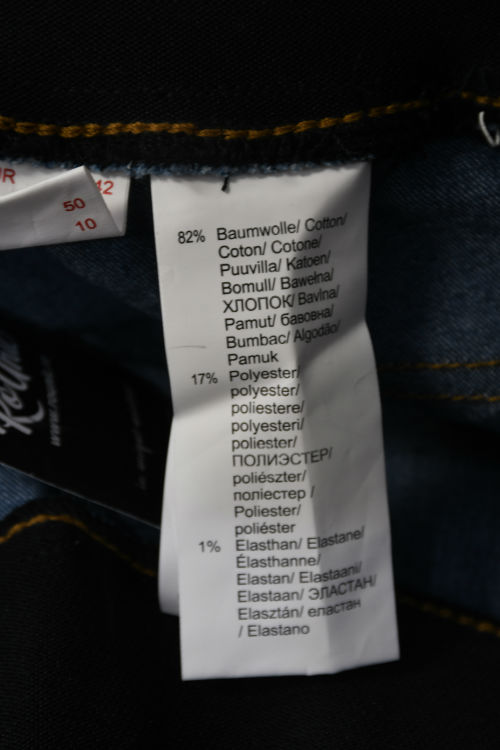 R
42
50
10
82% Baumwolle/ Cotton/
Coton/ Cotone/
Puuvilla/ Katoen/
Bomull/ Bawełna/
ХЛОПОК/ Bavlna/
Pamut/ бавовна/
Bumbac/ Algodão/
Pamuk
17% Polyester/
polyester/
poliestere/
polyesteri/
poliester/
ПОЛИЭСТЕР/
poliészter/
поліестер /
Poliester/
poliéster
1% Elasthan/ Elastane/
Élasthanne/
Elastan/ Elastaani/
Elastaan/ ЭЛАСТАН/
Elasztán/ еластан
/ Elastano